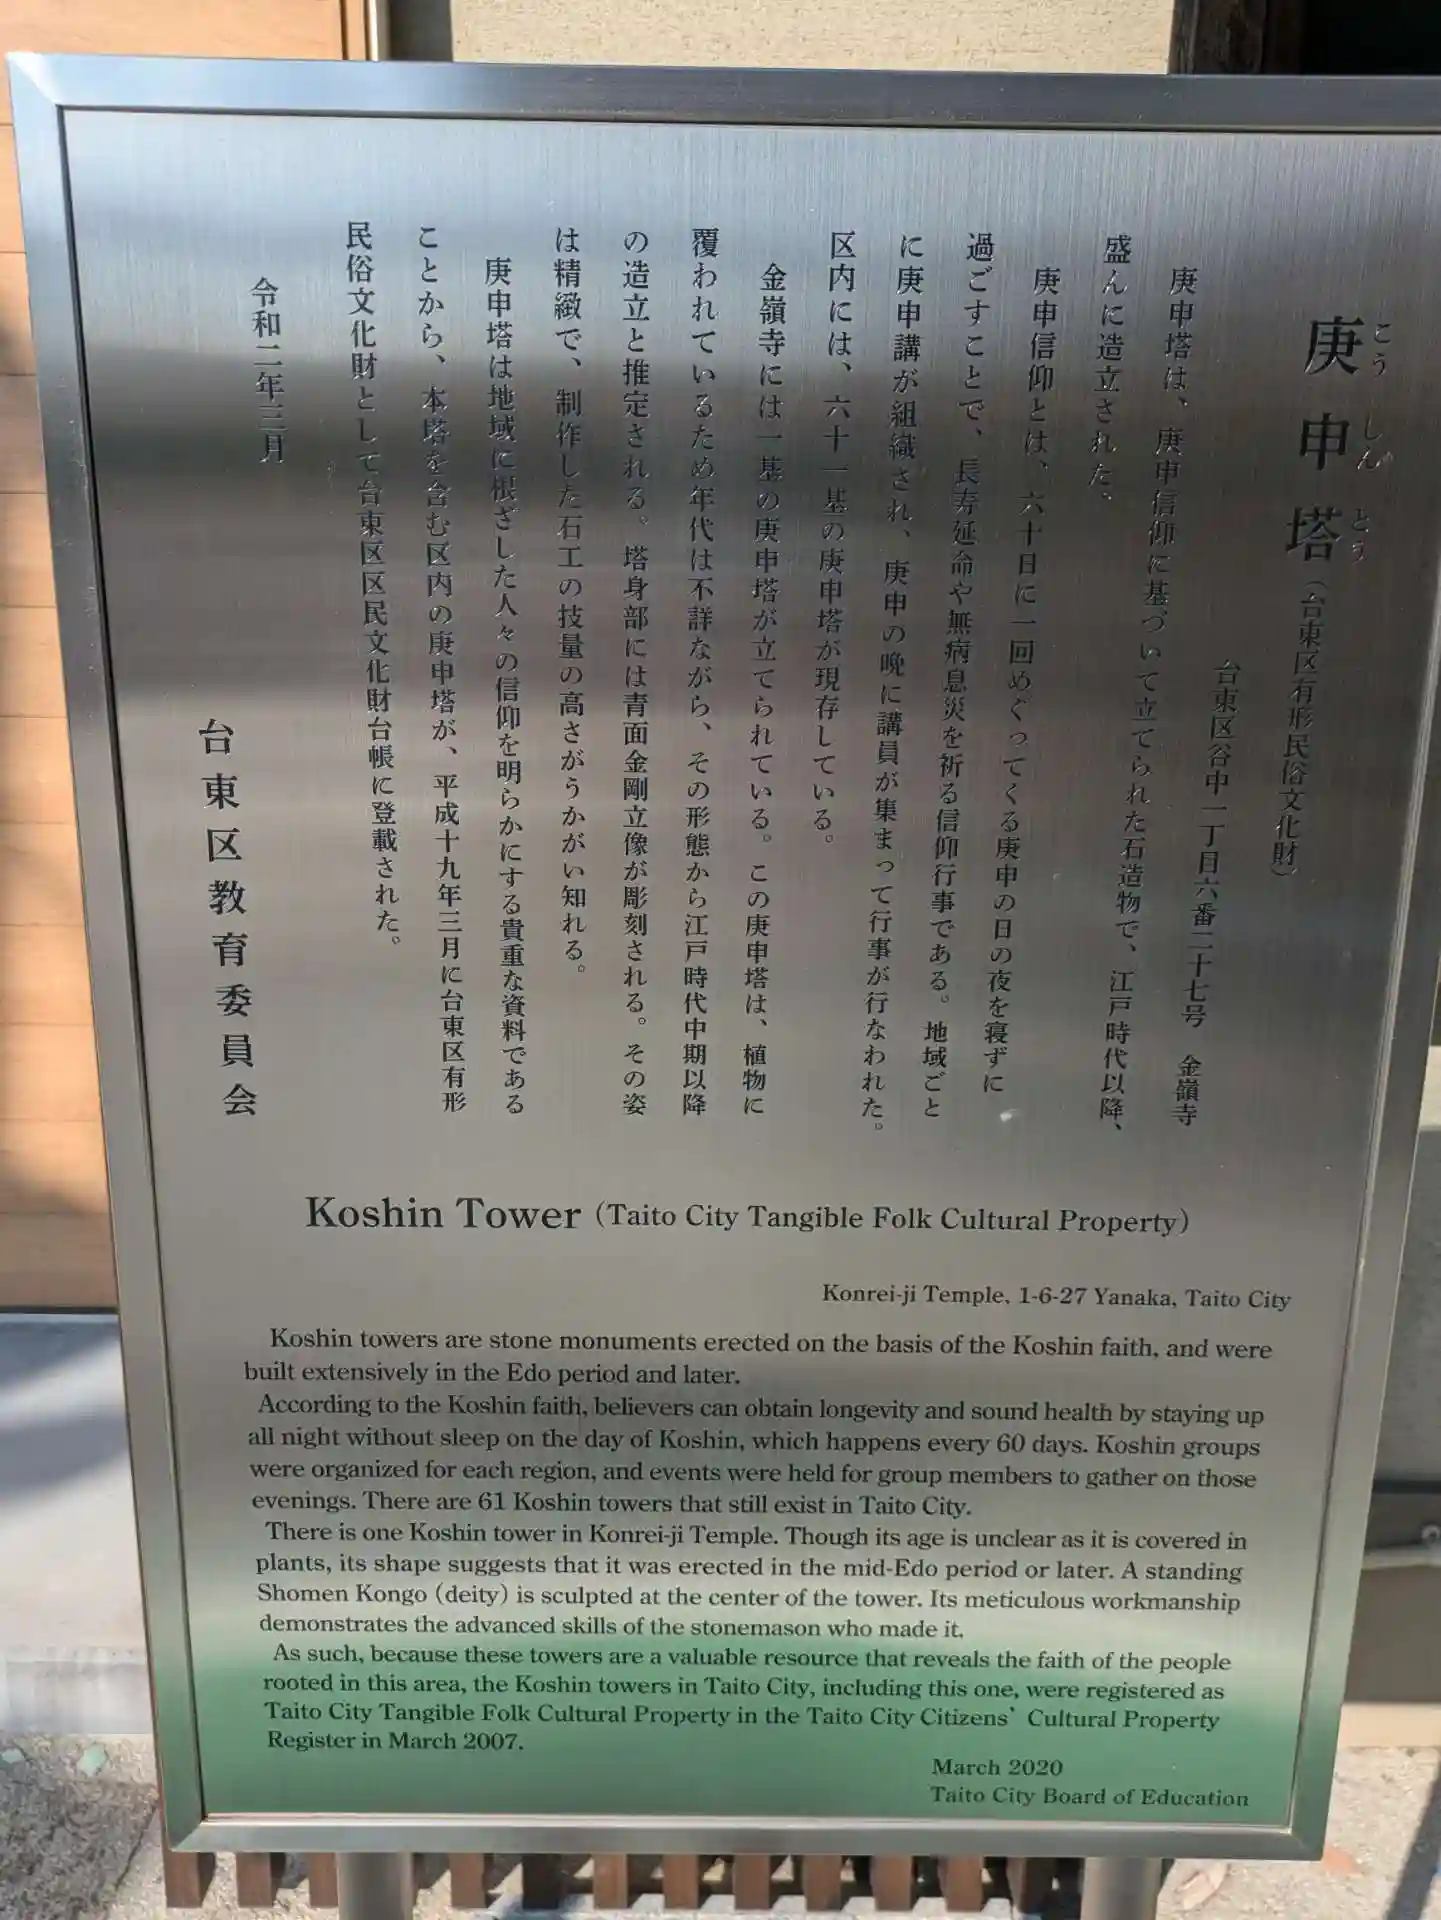 庚申塔(台東区有形民俗文化財)
こうしんとう
台東区谷中一丁目六番二十七号 金嶺寺
庚申塔は、庚申信仰に基づいて立てられた石造物で、江戸時代以降、
盛んに造立された。
庚申信仰とは、六十日に一回めぐってくる庚申の日の夜を寝ずに
過ごすことで、長寿延命や無病息災を祈る信仰行事である。地域ごと
に庚申講が組織され、庚申の晩に講員が集まって行事が行なわれた。
区内には、六十一基の庚申塔が現存している。
金嶺寺には一基の庚申塔が立てられている。この庚申塔は、植物に
覆われているため年代は不詳ながら、その形態から江戸時代中期以降
の造立と推定される。塔身部には青面金剛立像が彫刻される。その姿
は精緻で、制作した石工の技量の高さがうかがい知れる。
庚申塔は地域に根ざした人々の信仰を明らかにする貴重な資料である
ことから、本塔を含む区内の庚申塔が、平成十九年三月に台東区有形
民俗文化財として台東区区民文化財台帳に登載された。
令和二年三月
台東区教育委員会
Koshin Tower (Taito City Tangible Folk Cultural Property)
Konrei-ji Temple, 1-6-27 Yanaka, Taito City
Koshin towers are stone monuments erected on the basis of the Koshin faith, and were
built extensively in the Edo period and later.
According to the Koshin faith, believers can obtain longevity and sound health by staying up
all night without sleep on the day of Koshin, which happens every 60 days. Koshin groups
were organized for each region, and events were held for group members to gather on those
evenings. There are 61 Koshin towers that still exist in Taito City.
There is one Koshin tower in Konrei-ji Temple. Though its age is unclear as it is covered in
plants, its shape suggests that it was erected in the mid-Edo period or later. A standing
Shomen Kongo (deity) is sculpted at the center of the tower. Its meticulous workmanship
demonstrates the advanced skills of the stonemason who made it.
As such, because these towers are a valuable resource that reveals the faith of the people
rooted in this area, the Koshin towers in Taito City, including this one, were registered as
Taito City Tangible Folk Cultural Property in the Taito City Citizens' Cultural Property
Register in March 2007.
March 2020
Taito City Board of Education